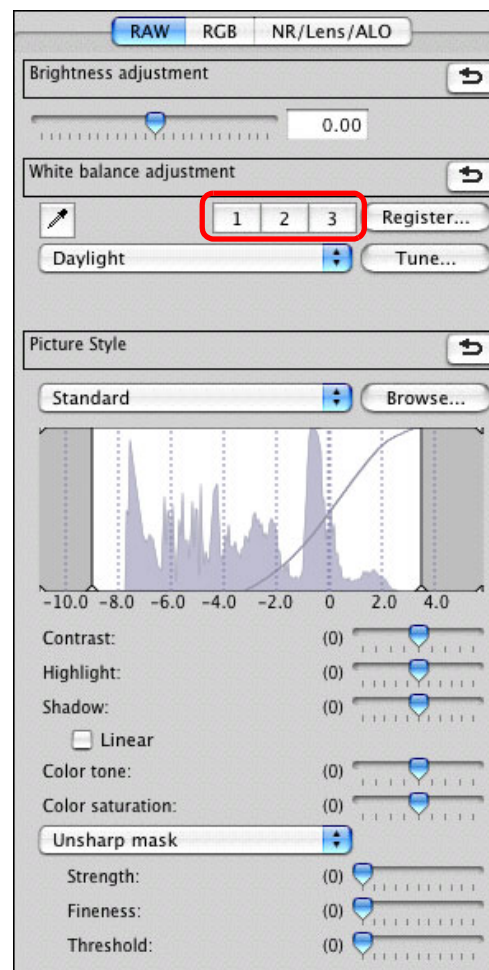 RAW RGB NR/Lens/ALO
Brightness adjustment
0.00
White balance adjustment
1 2 3 Register...
Daylight Tune...
Picture Style
Standard Browse...
-10.0 -8.0 -6.0 -4.0 -2.0 0 2.0 4.0
Contrast: (0)
Highlight: (0)
Shadow: (0)
Linear
Color tone: (0)
Color saturation: (0)
Unsharp mask
Strength: (0)
Fineness: (0)
Threshold: (0)